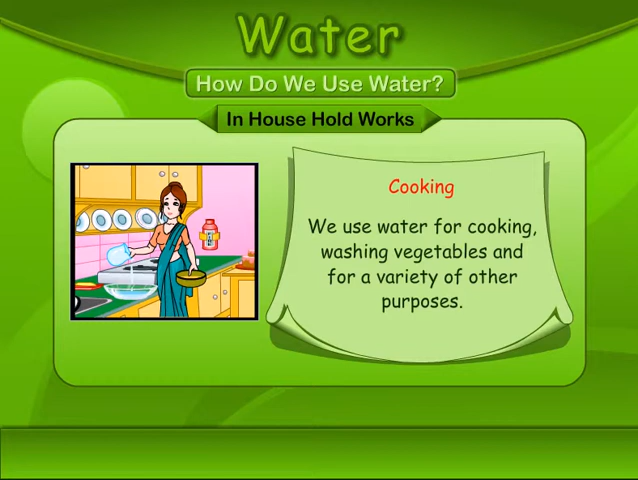 Water
How Do We Use Water?
In House Hold Works
Cooking
We use water for cooking,
washing vegetables and
for a variety of other
purposes.